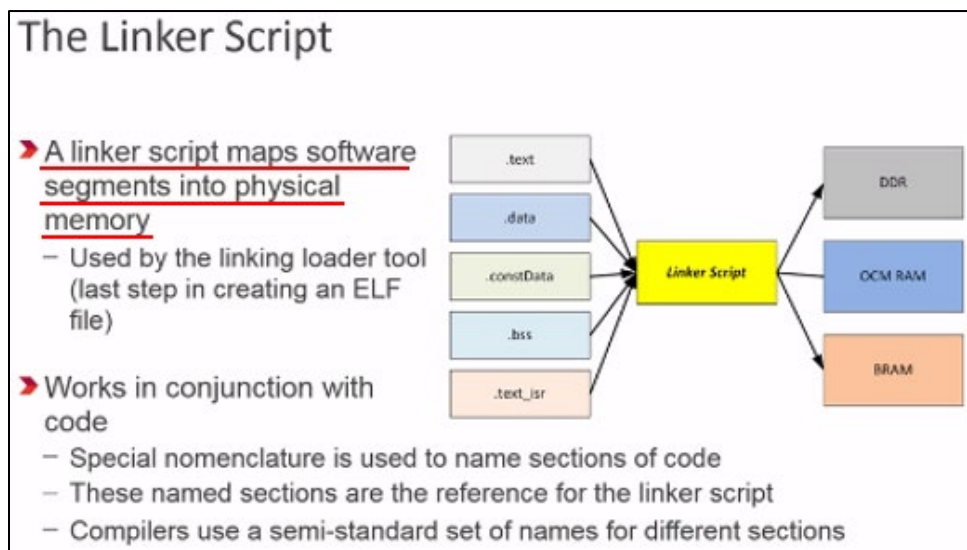 The Linker Script
A linker script maps software
segments into physical
memory
– Used by the linking loader tool
(last step in creating an ELF
file)
Works in conjunction with
code
– Special nomenclature is used to name sections of code
– These named sections are the reference for the linker script
– Compilers use a semi-standard set of names for different sections
.text
.data
.constData
.bss
.text_isr
Linker Script
DDR
OCM RAM
BRAM